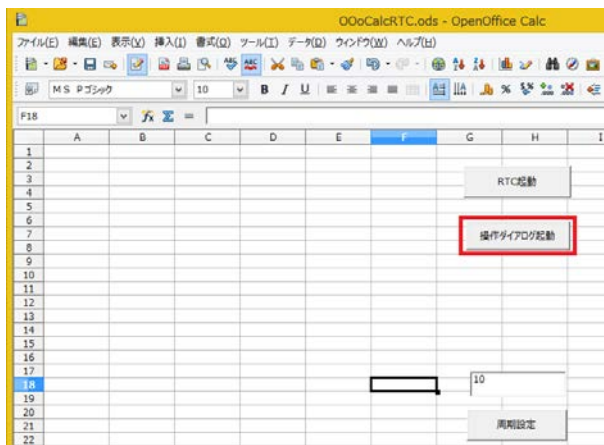 OOoCalcRTC.ods - OpenOffice Calc
ファイル(F) 編集(E) 表示(V) 挿入(I) 書式(O) ツール(T) データ(D) ウィンドウ(W) ヘルプ(H)
MS Pゴシック 10 B I U
F18
A B C D E F G H I
1
2
3 RTC起動
4
5
6
7 操作ダイアログ起動
8
9
10
11
12
13
14
15
16
17
18 10
19
20
21 周期設定
22